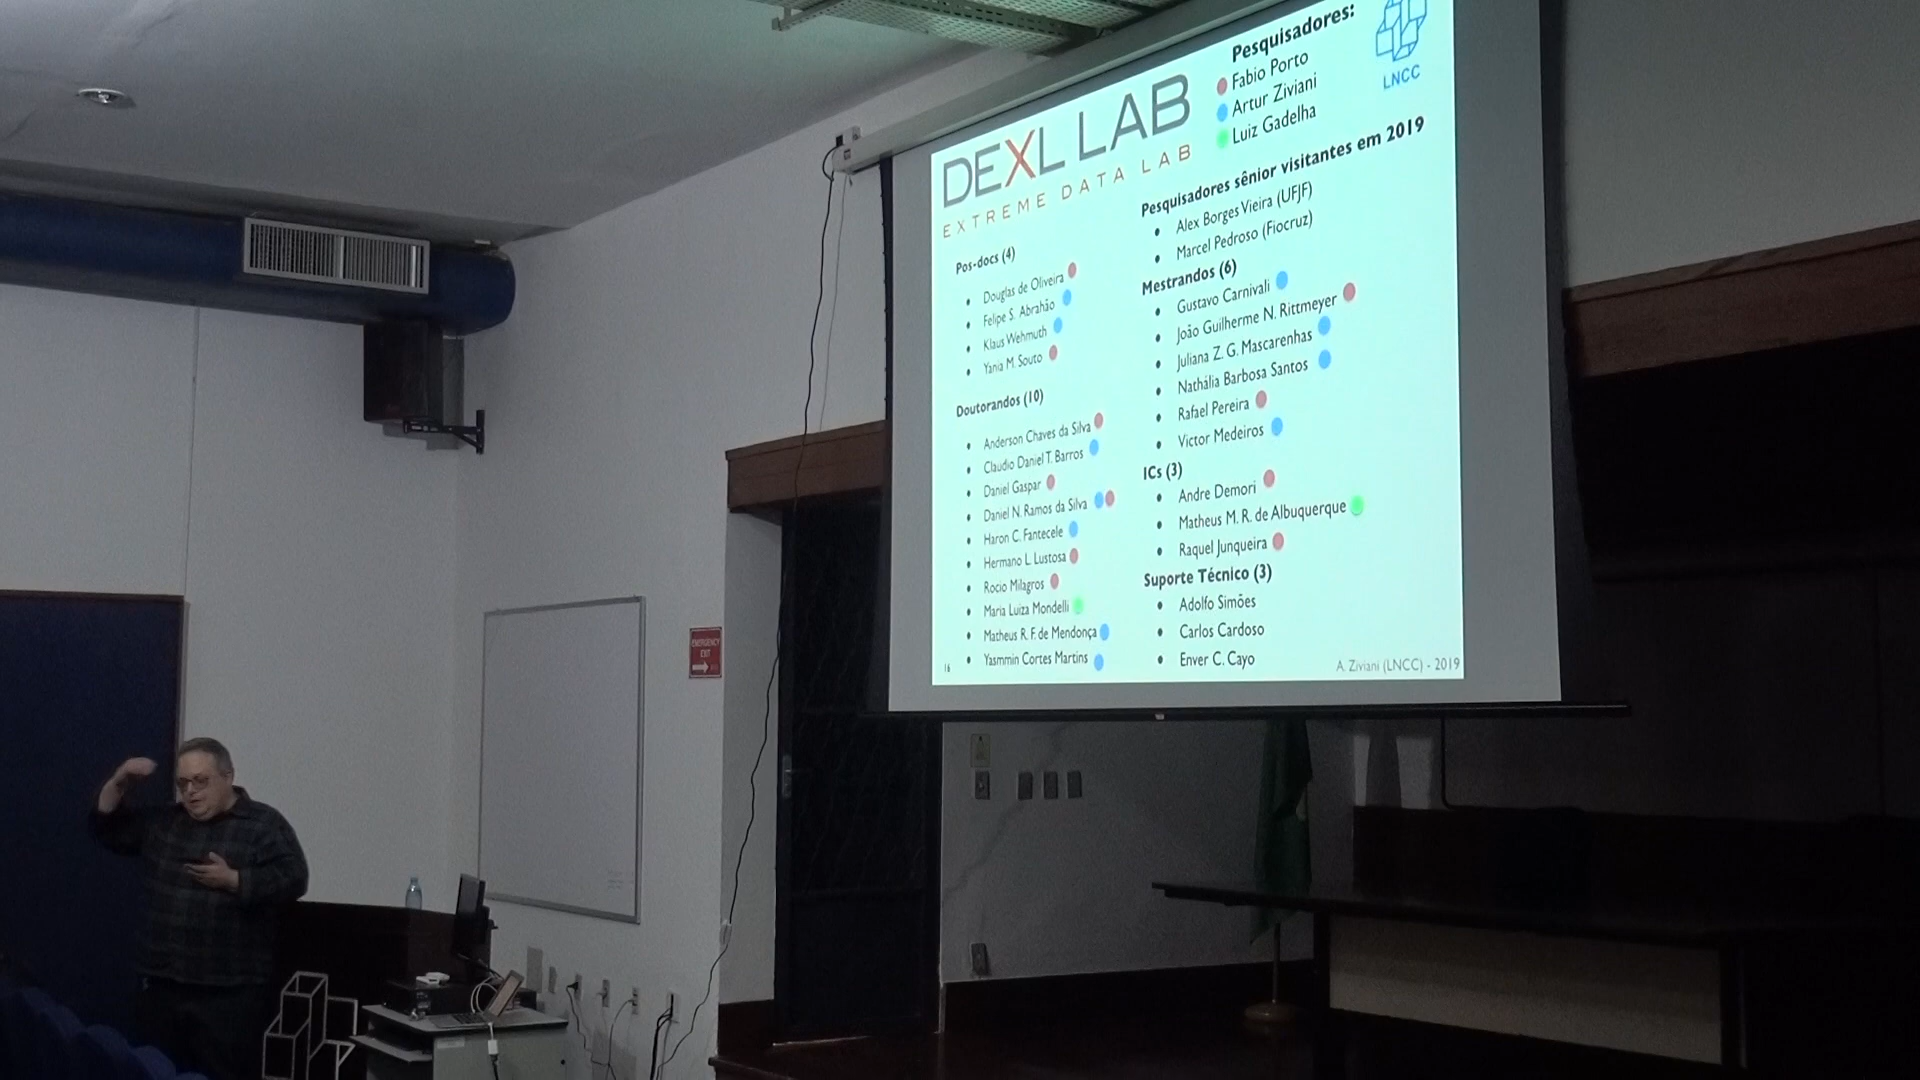 DEXL LAB
EXTREME DATA LAB
Pesquisadores:
Fabio Porto
Artur Ziviani
Luiz Gadelha
LNCC
Pos-docs (4)
Douglas de Oliveira
Felipe S. Abrahão
Klaus Wehmuth
Yania M. Souto
Doutorandos (10)
Anderson Chaves da Silva
Claudio Daniel T. Barros
Daniel Gaspar
Daniel N. Ramos da Silva
Haron C. Fantecele
Hermano L. Lustosa
Rocio Milagros
Maria Luiza Mondelli
Matheus R. F. de Mendonça
Yasmmin Cortes Martins
16
Pesquisadores sênior visitantes em 2019
Alex Borges Vieira (UFJF)
Marcel Pedroso (Fiocruz)
Mestrandos (6)
Gustavo Carnivali
João Guilherme N. Rittmeyer
Juliana Z. G. Mascarenhas
Nathália Barbosa Santos
Rafael Pereira
Victor Medeiros
ICs (3)
Andre Demori
Matheus M. R. de Albuquerque
Raquel Junqueira
Suporte Técnico (3)
Adolfo Simões
Carlos Cardoso
Enver C. Cayo
A. Ziviani (LNCC) - 2019
EMERGENCY
EXIT